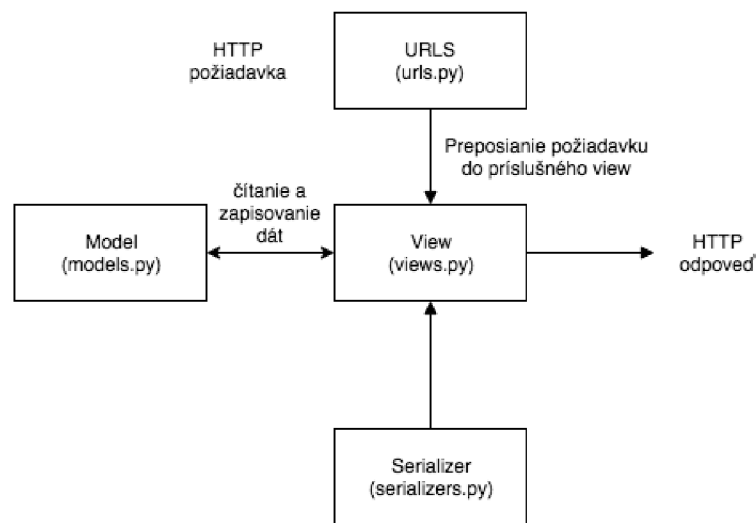 HTTP
požiadavka
URLS
(urls.py)
Preposianie požiadavku
do príslušného view
čítanie a
zapisovanie
dát
Model
(models.py)
View
(views.py)
HTTP
odpoveď
Serializer
(serializers.py)